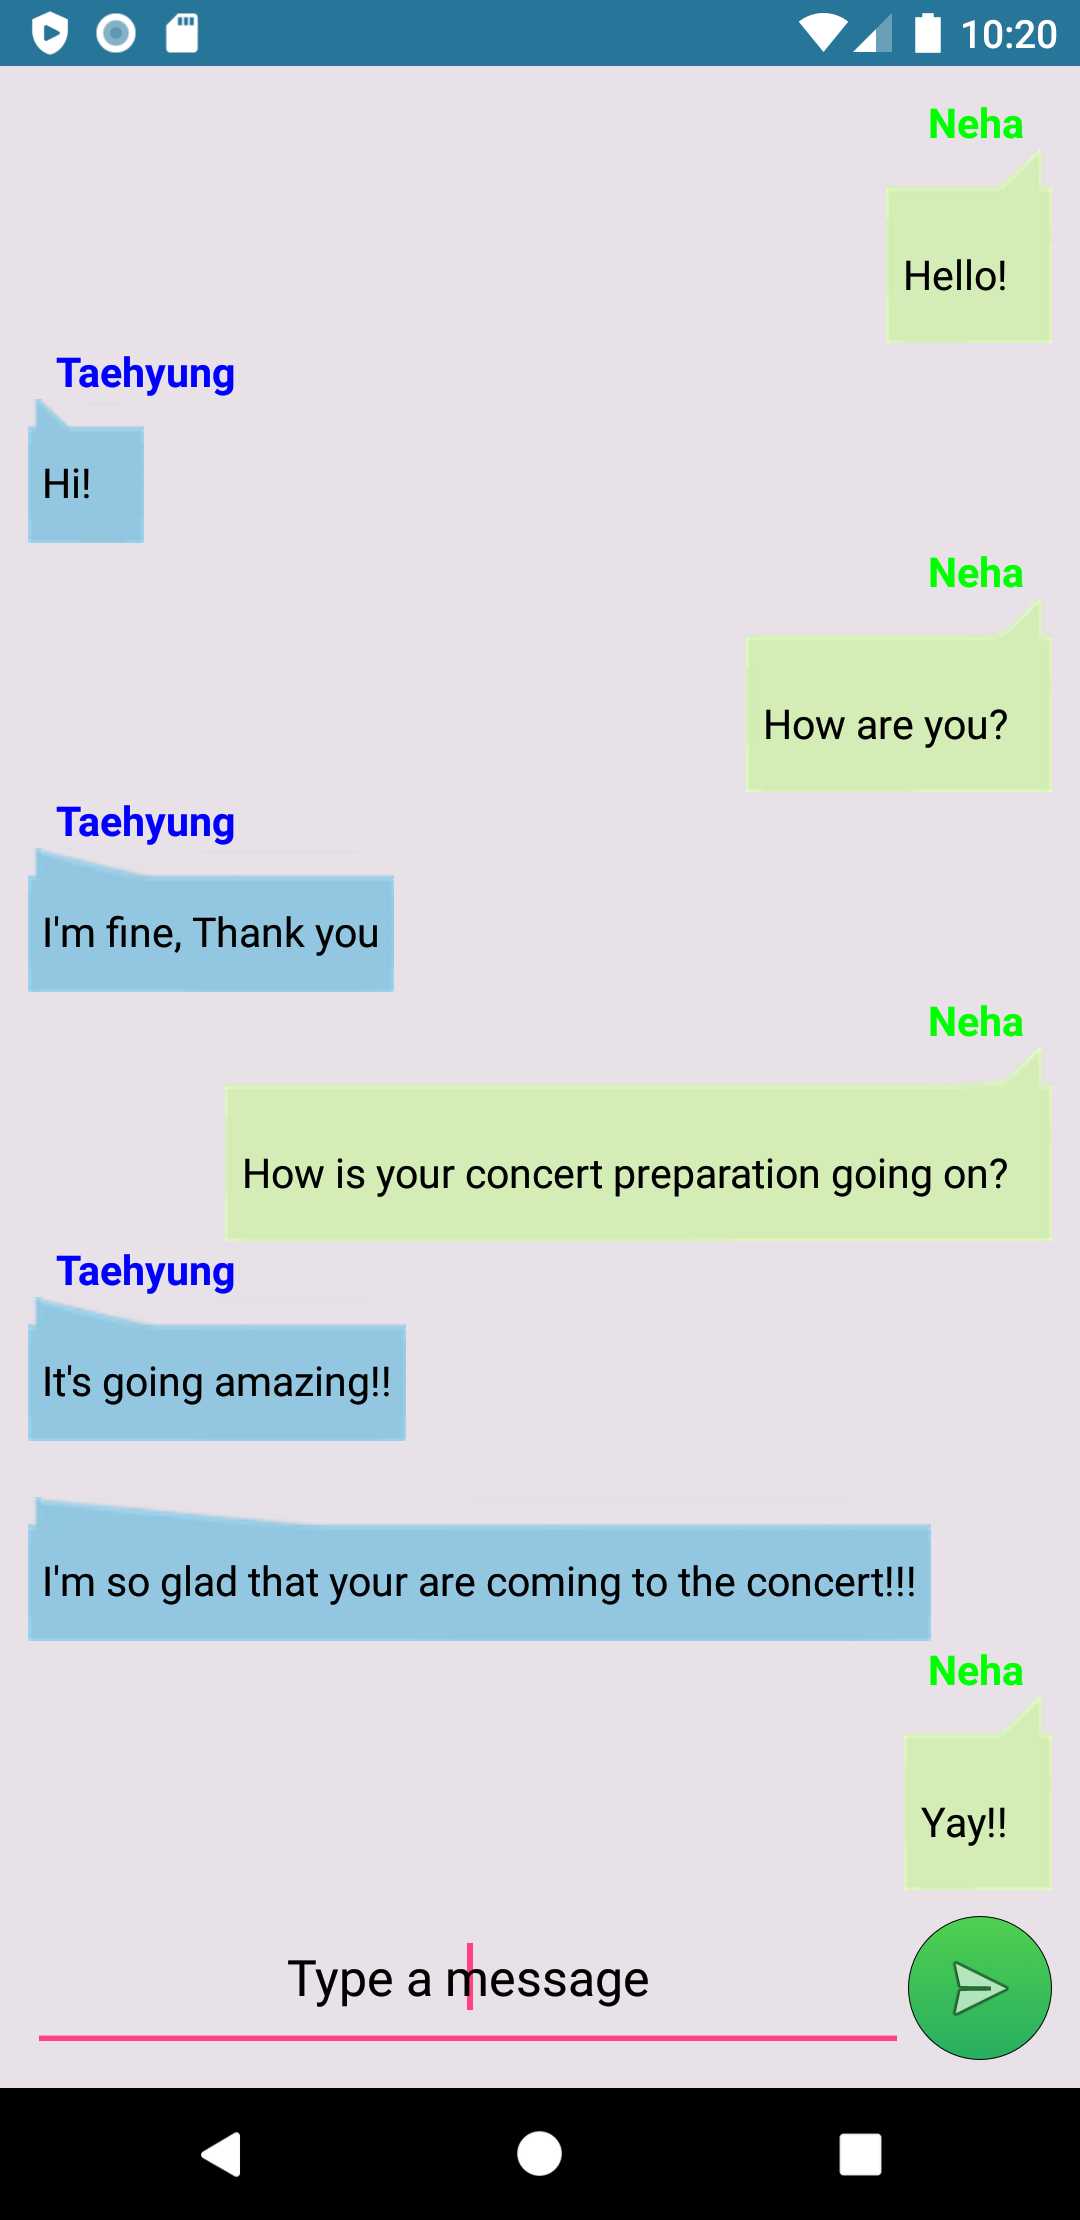 10:20
Neha
Hello!
Taehyung
Hi!
Neha
How are you?
Taehyung
I'm fine, Thank you
Neha
How is your concert preparation going on?
Taehyung
It's going amazing!!
I'm so glad that your are coming to the concert!!!
Neha
Yay!!
Type a message